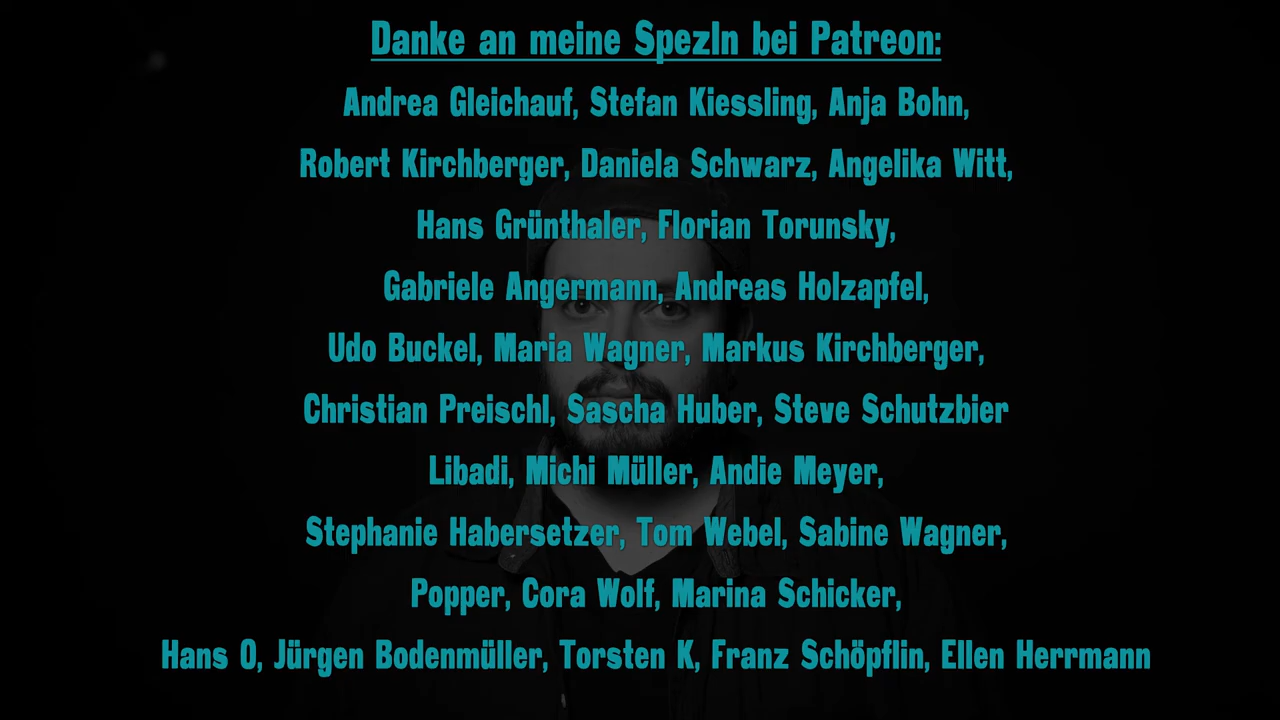 Danke an meine SpezIn bei Patreon:
Andrea Gleichauf, Stefan Kiessling, Anja Bohn,
Robert Kirchberger, Daniela Schwarz, Angelika Witt,
Hans Grünthaler, Florian Torunsky,
Gabriele Angermann, Andreas Holzapfel,
Udo Buckel, Maria Wagner, Markus Kirchberger,
Christian Preischl, Sascha Huber, Steve Schutzbier
Libadi, Michi Müller, Andie Meyer,
Stephanie Habersetzer, Tom Webel, Sabine Wagner,
Popper, Cora Wolf, Marina Schicker,
Hans O, Jürgen Bodenmüller, Torsten K, Franz Schöpflin, Ellen Herrmann